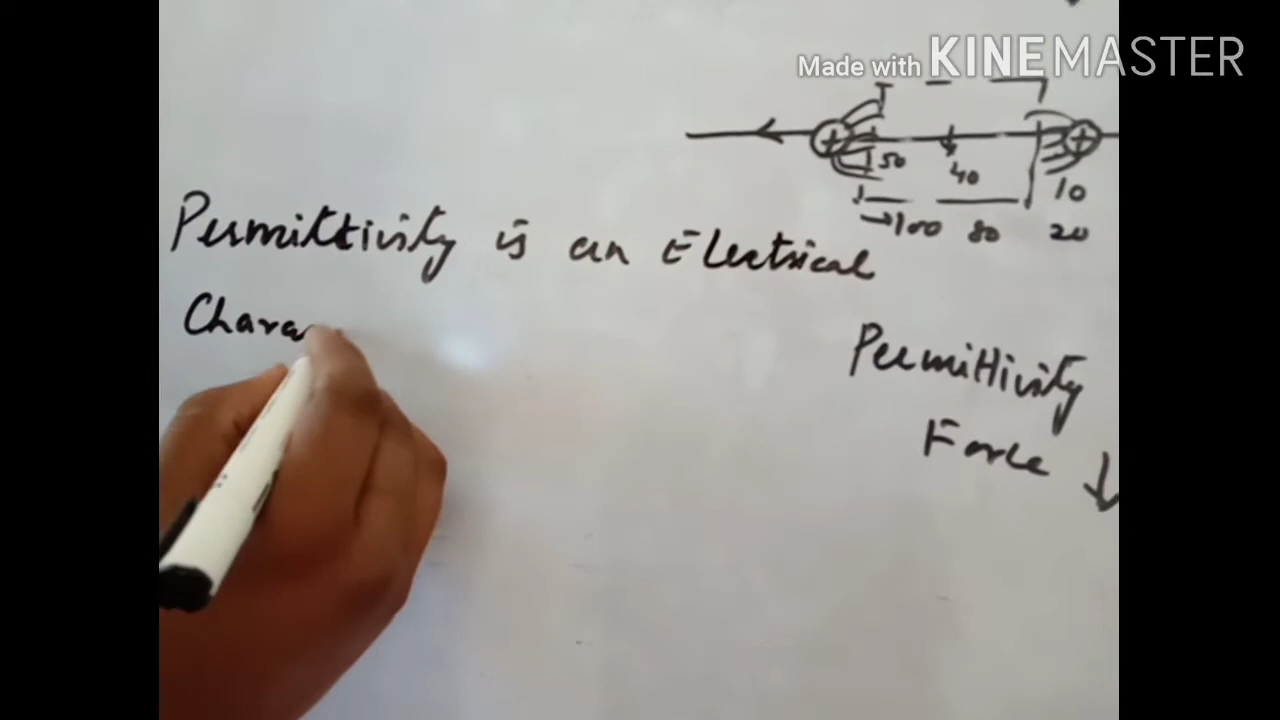 Made with KINEMASTER
50
40
10
100 80 20
Permittivity is an Electrical
Chara
Permittivity
Force ↓